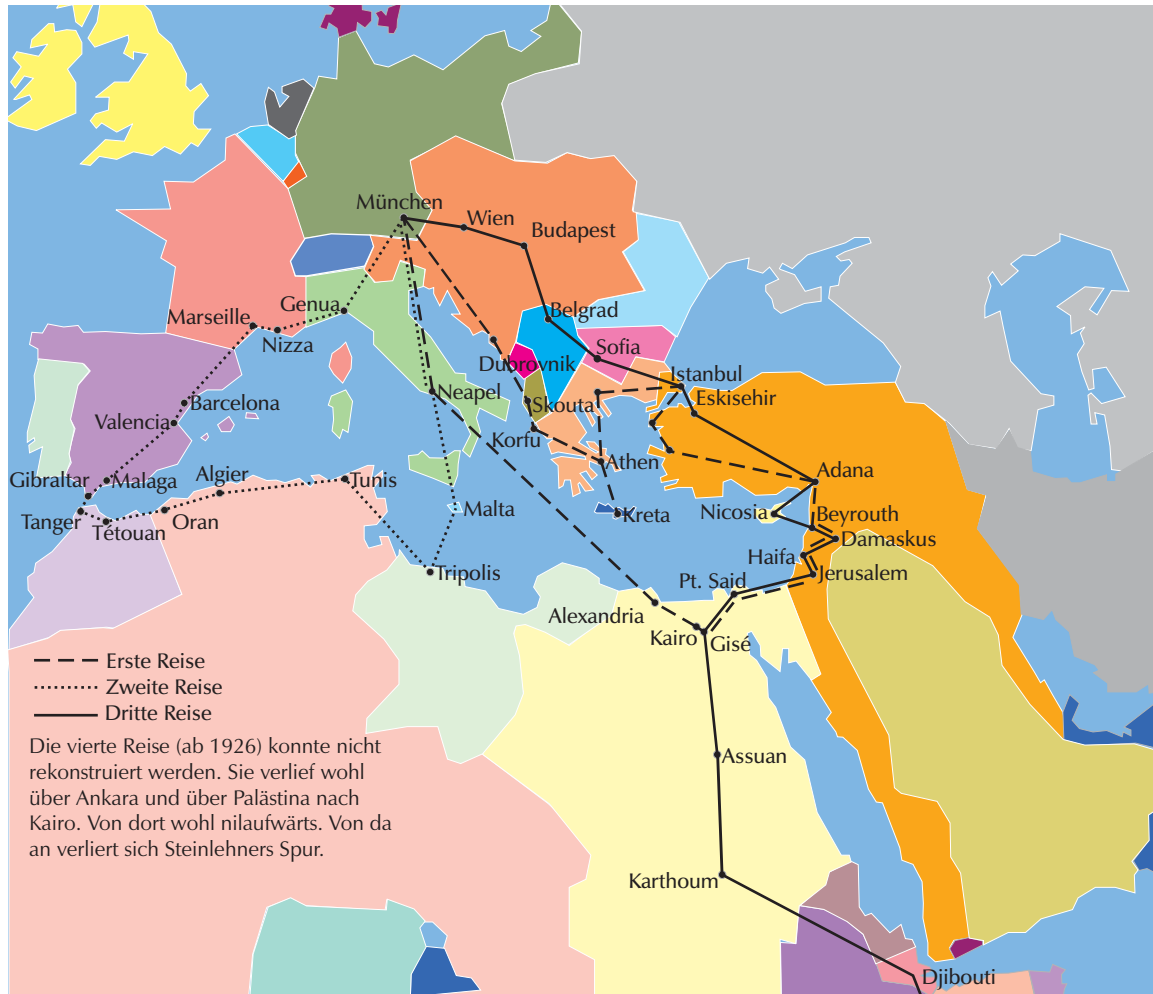 München
Wien
Budapest
Genua
Marseille
Nizza
Belgrad
Sofia
Dubrovnik
Istanbul
Eskisehir
Neapel
Skouta
Barcelona
Valencia
Korfu
Athen
Adana
Gibraltar
Malaga
Algier
Tunis
Tanger
Tétouan
Oran
Malta
Kreta
Nicosia
Beyrouth
Damaskus
Haifa
Tripolis
Pt. Said
Jerusalem
Alexandria
Kairo
Gisé
Erste Reise
Zweite Reise
Dritte Reise
Die vierte Reise (ab 1926) konnte nicht
rekonstruiert werden. Sie verlief wohl
über Ankara und über Palästina nach
Kairo. Von dort wohl nilaufwärts. Von da
an verliert sich Steinlehners Spur.
Assuan
Karthoum
Djibouti